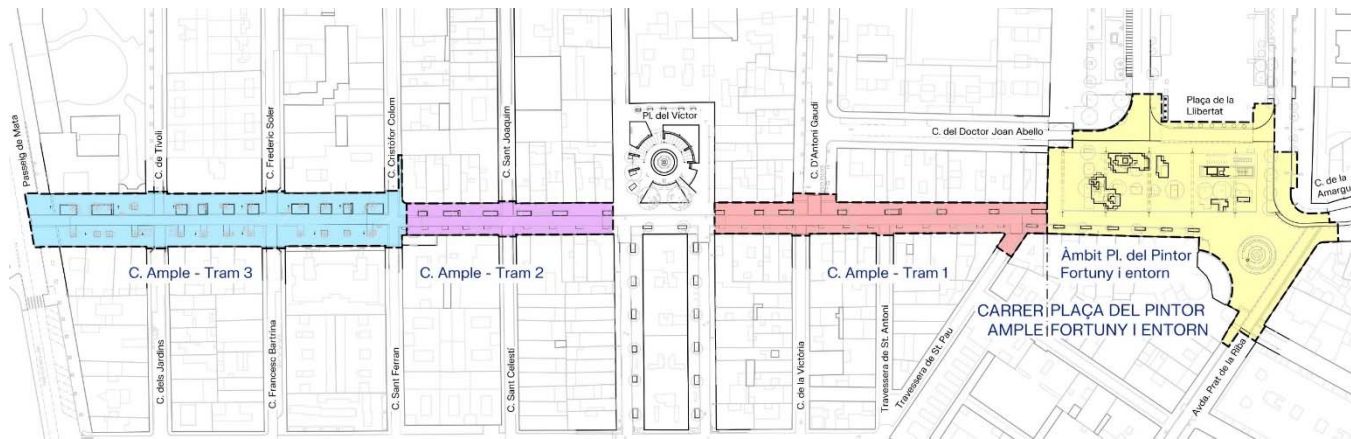 Passeig de Mata
C. de Tívoli
C. Frederic Soler
C. Cristòfor Colom
C. Sant Joaquim
Pl. del Víctor
C. D'Antoni Gaudí
C. del Doctor Joan Abello
Plaça de la
Llibertat
C. de la
Amargu
C. Ample - Tram 3
C. Ample - Tram 2
C. Ample - Tram 1
Àmbit Pl. del Pintor
Fortuny i entorn
CARRER
AMPLE
PLAÇA DEL PINTOR
FORTUNY I ENTORN
C. dels Jardins
C. Francesc Bartrina
C. Sant Ferran
C. Sant Celestí
C. de la Victòria
Travessera de St. Antoni
Travessera de St. Pau
Avda. Prat de la Riba